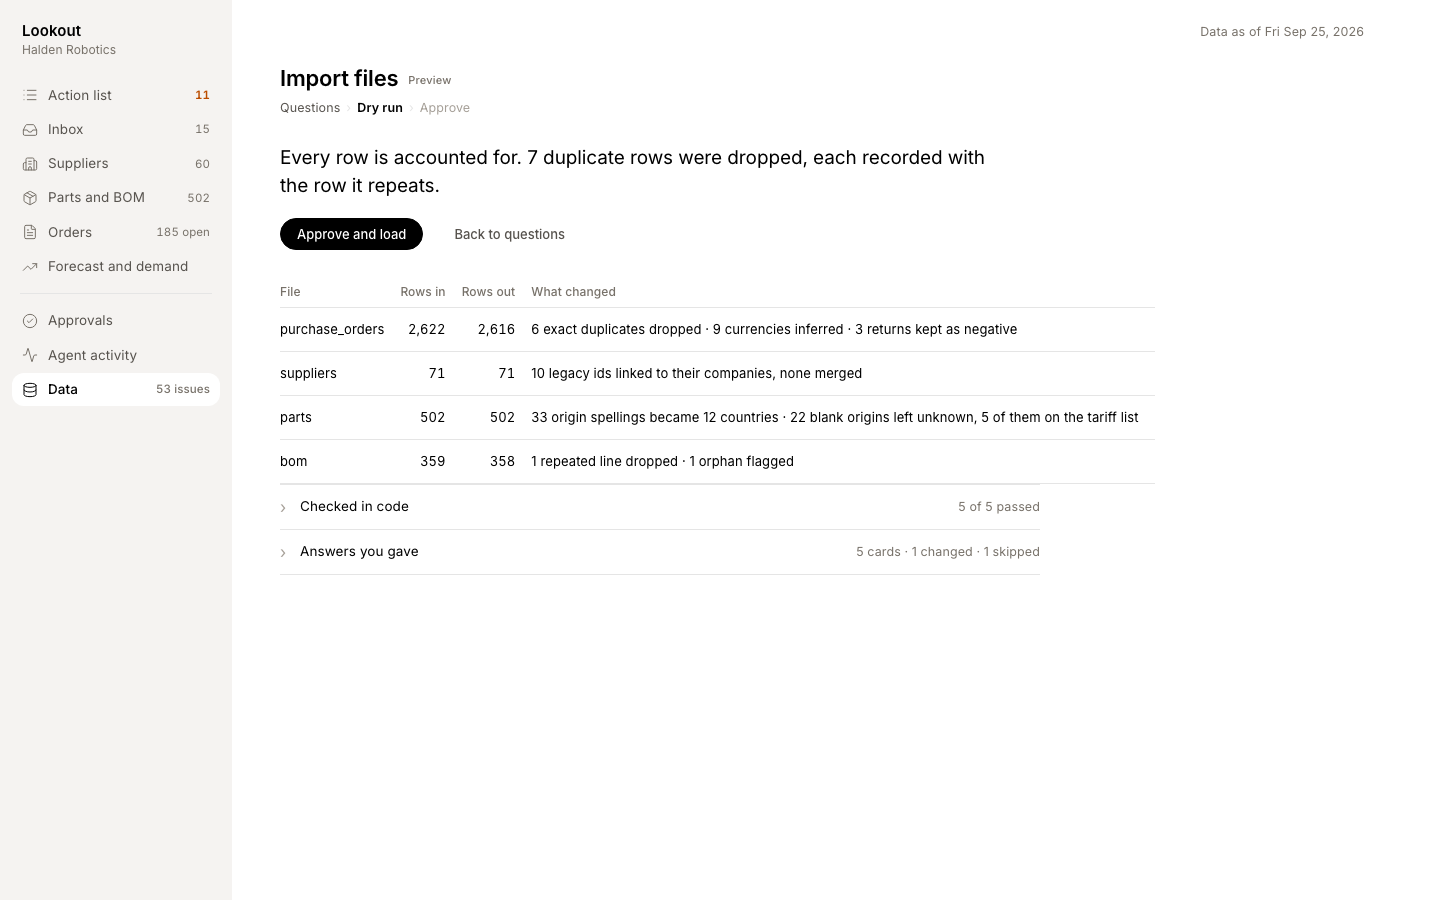 Lookout
Halden Robotics
Action list 11
Inbox 15
Suppliers 60
Parts and BOM 502
Orders 185 open
Forecast and demand
Approvals
Agent activity
Data 53 issues
Data as of Fri Sep 25, 2026
Import files Preview
Questions › Dry run › Approve
Every row is accounted for. 7 duplicate rows were dropped, each recorded with
the row it repeats.
Approve and load Back to questions
File Rows in Rows out What changed
purchase_orders 2,622 2,616 6 exact duplicates dropped · 9 currencies inferred · 3 returns kept as negative
suppliers 71 71 10 legacy ids linked to their companies, none merged
parts 502 502 33 origin spellings became 12 countries · 22 blank origins left unknown, 5 of them on the tariff list
bom 359 358 1 repeated line dropped · 1 orphan flagged
› Checked in code 5 of 5 passed
› Answers you gave 5 cards · 1 changed · 1 skipped